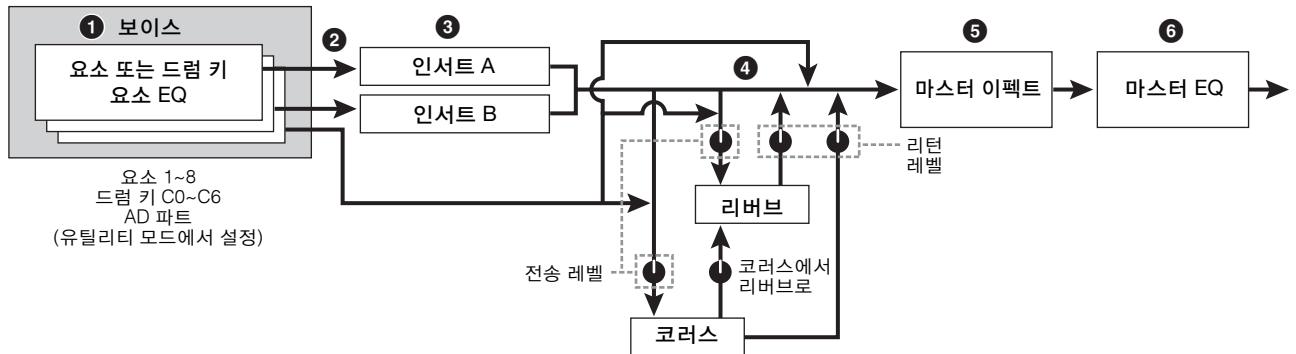 ❶ 보이스
요소 또는 드럼 키
요소 EQ
❷
❸
인서트 A
인서트 B
❹
❺
마스터 이펙트
❻
마스터 EQ
리턴
레벨
요소 1~8
드럼 키 C0~C6
AD 파트
(유틸리티 모드에서 설정)
리버브
전송 레벨
코러스에서
리버브로
코러스